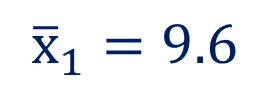 x̄₁ = 9.6